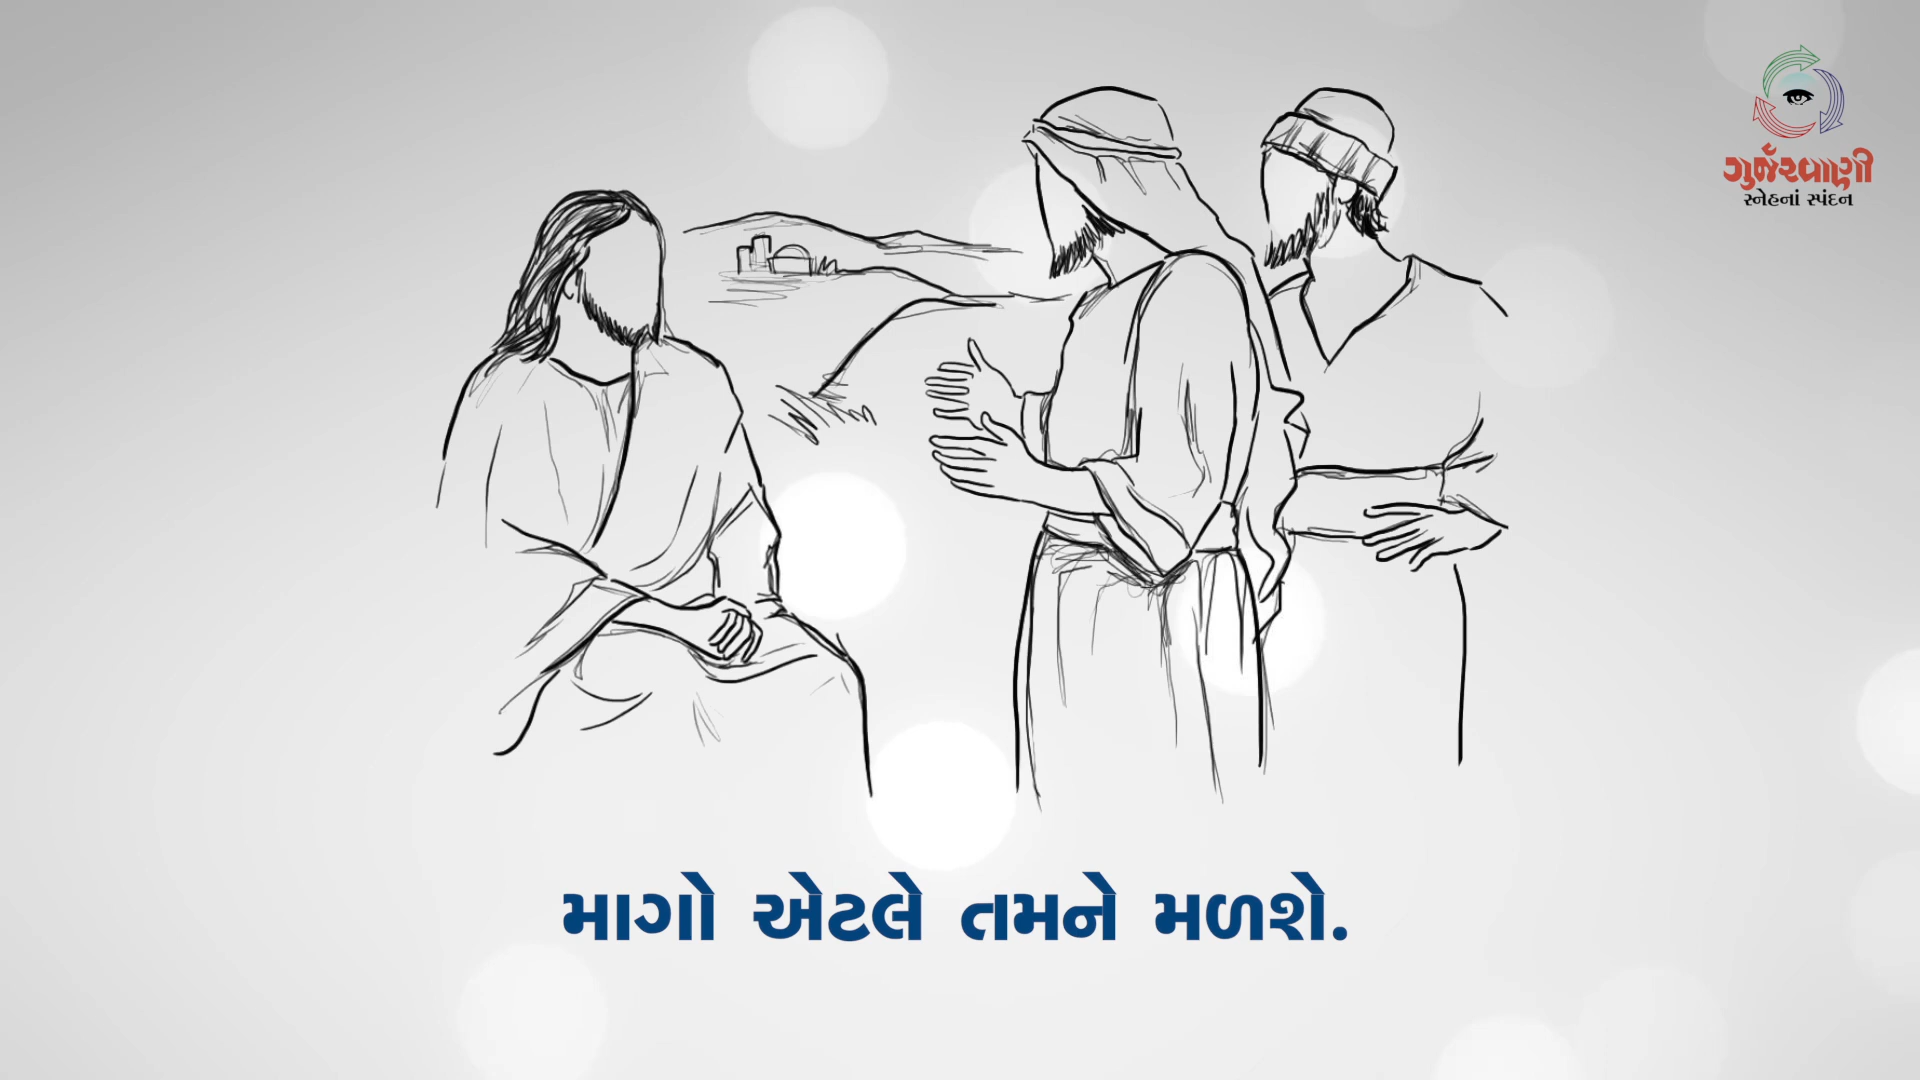 ગુર્જરવાણી
સ્નેહનાં સ્પંદન
માગો એટલે તમને મળશે.